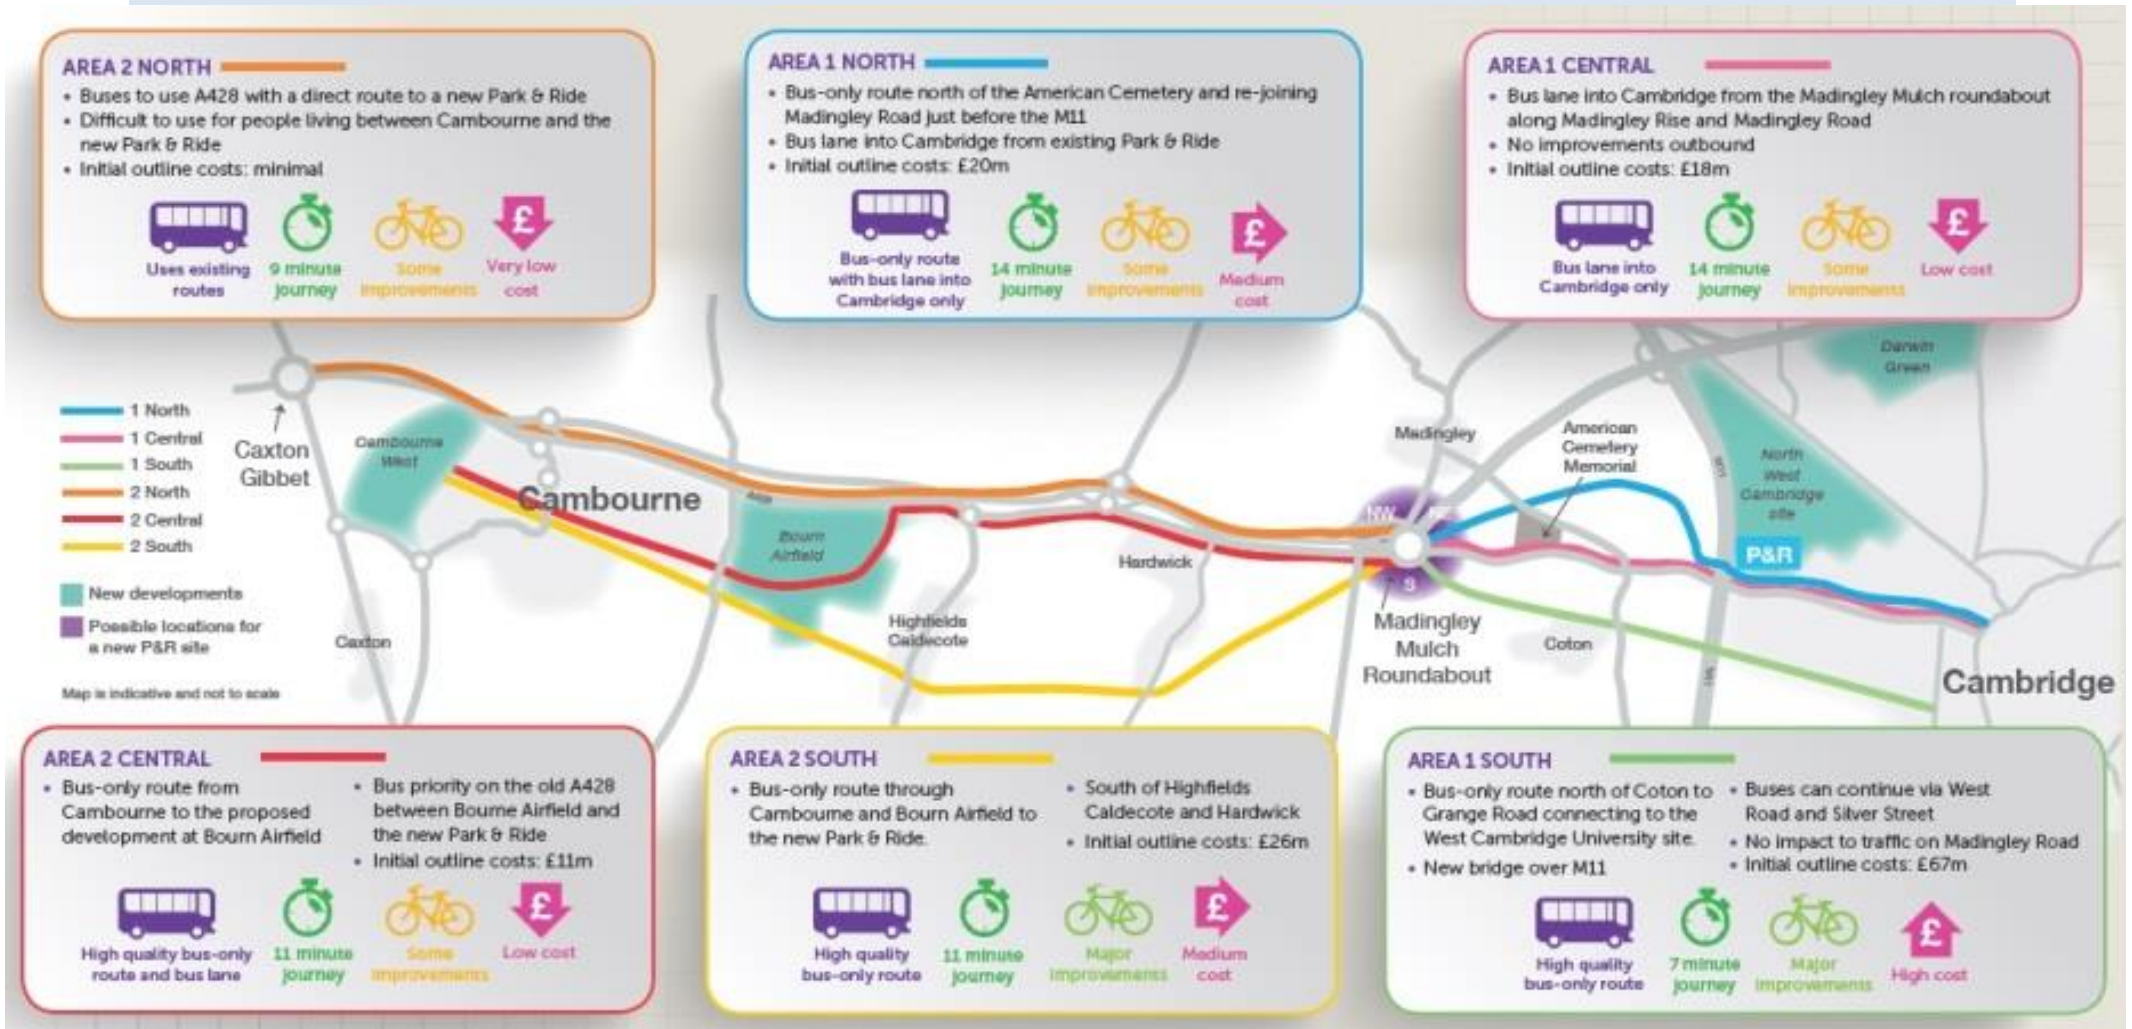 AREA 2 NORTH
• Buses to use A428 with a direct route to a new Park & Ride
• Difficult to use for people living between Cambourne and the
new Park & Ride
• Initial outline costs: minimal
Uses existing
routes
9 minute
journey
Some
improvements
Very low
cost
AREA 1 NORTH
• Bus-only route north of the American Cemetery and re-joining
Madingley Road just before the M11
• Bus lane into Cambridge from existing Park & Ride
• Initial outline costs: £20m
Bus-only route
with bus lane into
Cambridge only
14 minute
journey
Some
improvements
Medium
cost
AREA 1 CENTRAL
• Bus lane into Cambridge from the Madingley Mulch roundabout
along Madingley Rise and Madingley Road
• No improvements outbound
• Initial outline costs: £18m
Bus lane into
Cambridge only
14 minute
journey
Some
improvements
Low cost
1 North
1 Central
1 South
2 North
2 Central
2 South
New developments
Possible locations for
a new P&R site
Map is indicative and not to scale
Caxton
Gibbet
Cambourne
West
Cambourne
Caxton
A428
Bourn
Airfield
Highfields
Caldecote
Hardwick
Madingley
NW
S
Madingley
Mulch
Roundabout
American
Cemetery
Memorial
Coton
M11
M11
North
West
Cambridge
site
P&R
Darwin
Green
Cambridge
AREA 2 CENTRAL
• Bus-only route from
Cambourne to the proposed
development at Bourn Airfield
• Bus priority on the old A428
between Bourne Airfield and
the new Park & Ride
• Initial outline costs: £11m
High quality bus-only
route and bus lane
11 minute
journey
Some
improvements
Low cost
AREA 2 SOUTH
• Bus-only route through
Cambourne and Bourn Airfield to
the new Park & Ride.
• South of Highfields
Caldecote and Hardwick
• Initial outline costs: £26m
High quality
bus-only route
11 minute
journey
Major
improvements
Medium
cost
AREA 1 SOUTH
• Bus-only route north of Coton to
Grange Road connecting to the
West Cambridge University site.
• New bridge over M11
• Buses can continue via West
Road and Silver Street
• No impact to traffic on Madingley Road
• Initial outline costs: £67m
High quality
bus-only route
7 minute
journey
Major
improvements
High cost